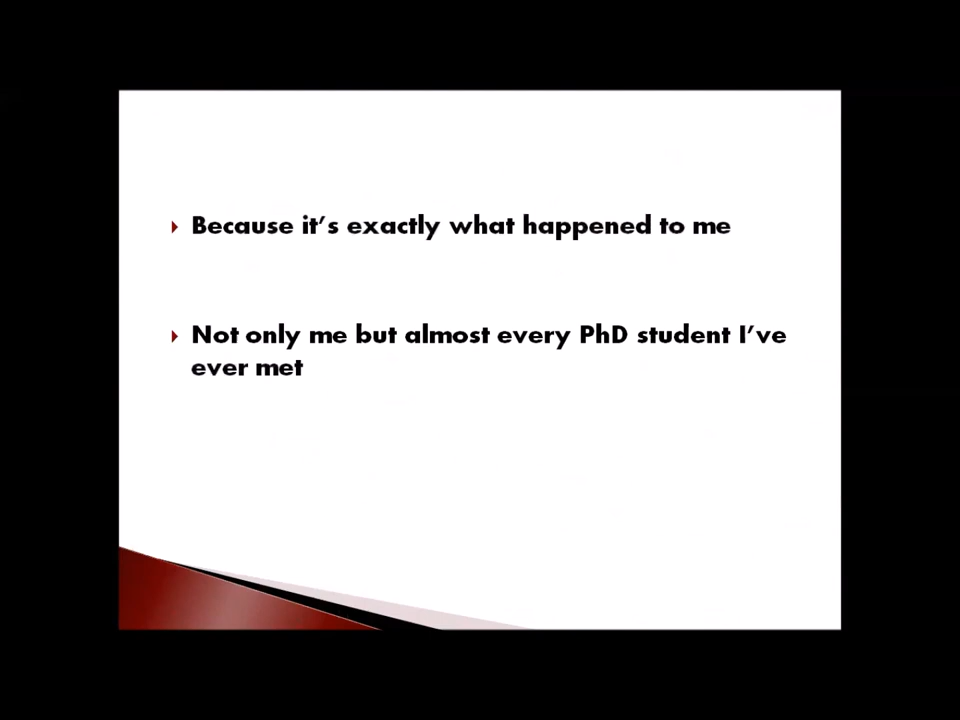 Because it’s exactly what happened to me
Not only me but almost every PhD student I’ve
ever met